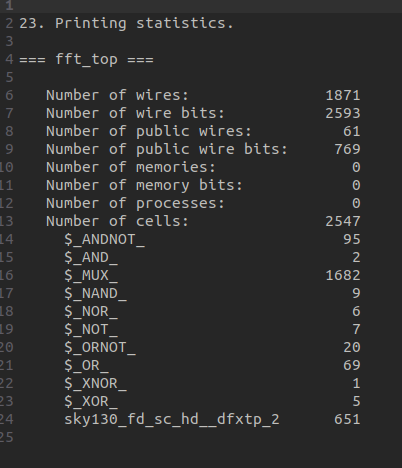 1
2 23. Printing statistics.
3
4 === fft_top ===
5
6 Number of wires: 1871
7 Number of wire bits: 2593
8 Number of public wires: 61
9 Number of public wire bits: 769
10 Number of memories: 0
11 Number of memory bits: 0
12 Number of processes: 0
13 Number of cells: 2547
14 $_ANDNOT_ 95
15 $_AND_ 2
16 $_MUX_ 1682
17 $_NAND_ 9
18 $_NOR_ 6
19 $_NOT_ 7
20 $_ORNOT_ 20
21 $_OR_ 69
22 $_XNOR_ 1
23 $_XOR_ 5
24 sky130_fd_sc_hd__dfxtp_2 651
25